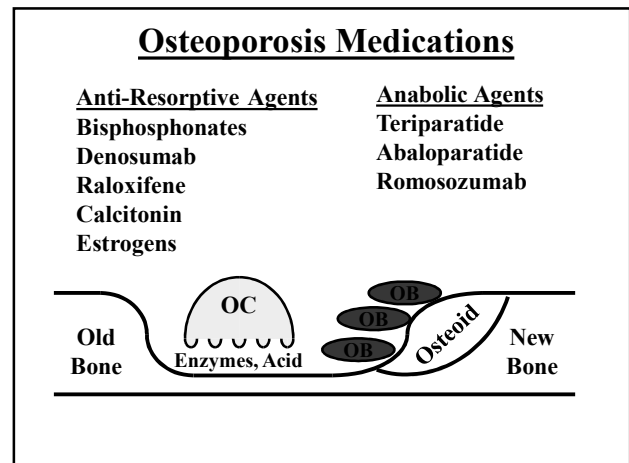 Osteoporosis Medications
Anti-Resorptive Agents
Bisphosphonates
Denosumab
Raloxifene
Calcitonin
Estrogens
Anabolic Agents
Teriparatide
Abaloparatide
Romosozumab
Old
Bone
OC
Enzymes, Acid
OB
OB
OB
Osteoid
New
Bone